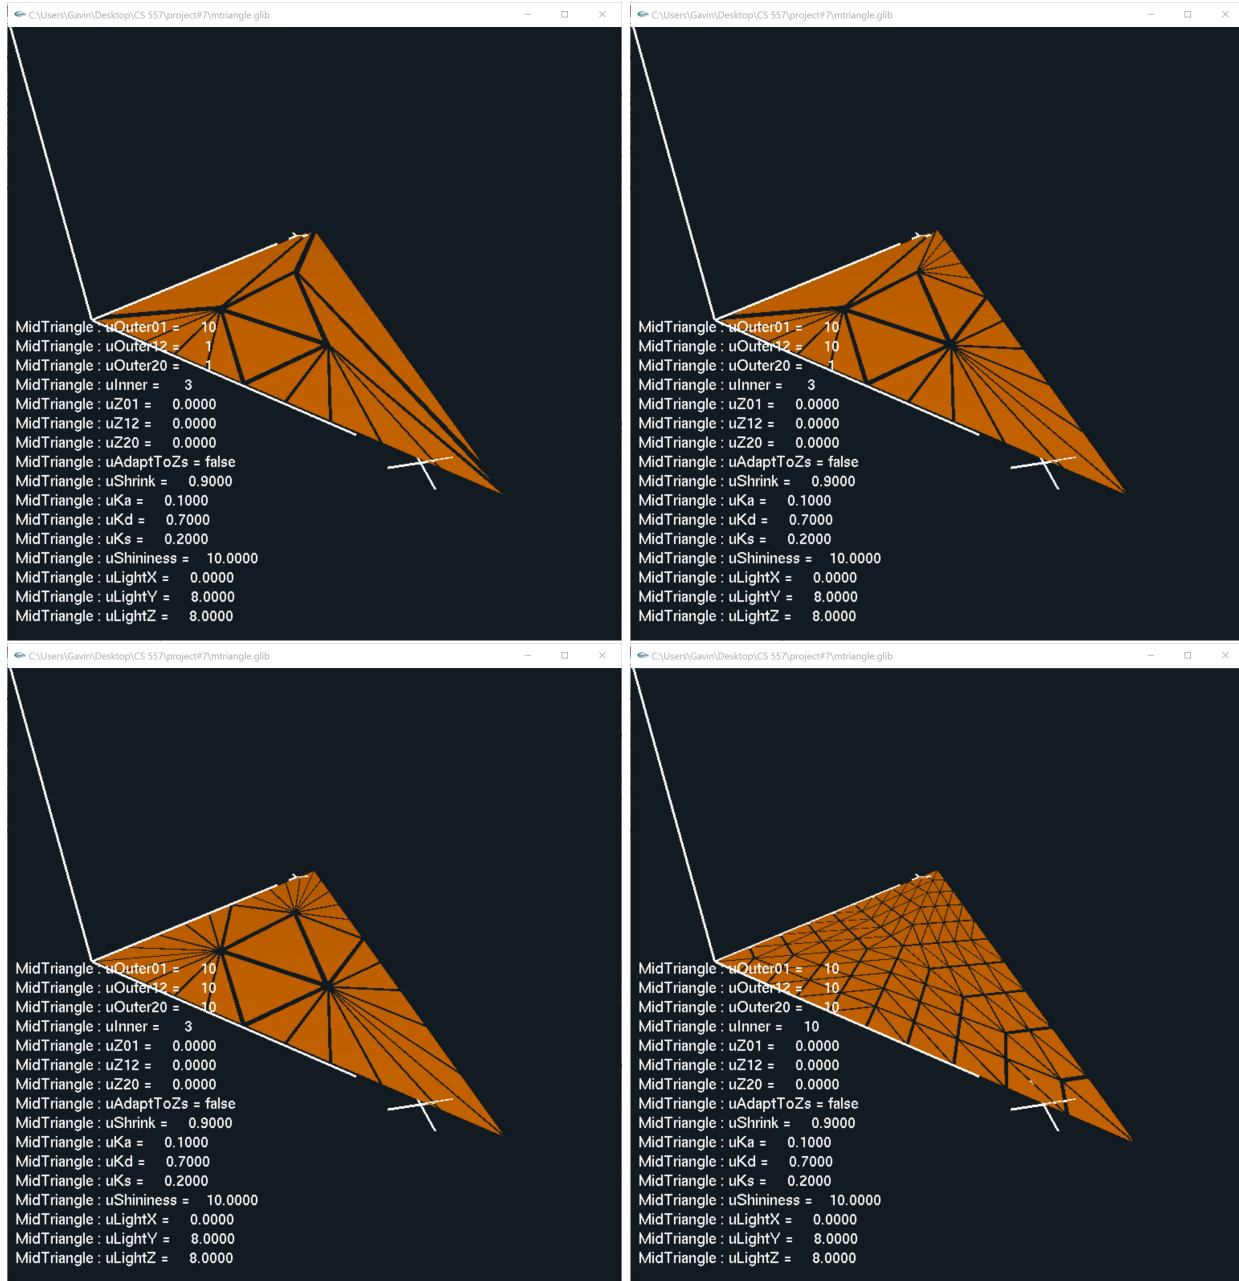 C:\Users\Gavin\Desktop\CS 557\project#7\mtriangle.glib
MidTriangle : uOuter01 = 10
MidTriangle : uOuter12 = 1
MidTriangle : uOuter20 = 1
MidTriangle : uInner = 3
MidTriangle : uZ01 = 0.0000
MidTriangle : uZ12 = 0.0000
MidTriangle : uZ20 = 0.0000
MidTriangle : uAdaptToZs = false
MidTriangle : uShrink = 0.9000
MidTriangle : uKa = 0.1000
MidTriangle : uKd = 0.7000
MidTriangle : uKs = 0.2000
MidTriangle : uShininess = 10.0000
MidTriangle : uLightX = 0.0000
MidTriangle : uLightY = 8.0000
MidTriangle : uLightZ = 8.0000
C:\Users\Gavin\Desktop\CS 557\project#7\mtriangle.glib
MidTriangle : uOuter01 = 10
MidTriangle : uOuter12 = 10
MidTriangle : uOuter20 = 1
MidTriangle : uInner = 3
MidTriangle : uZ01 = 0.0000
MidTriangle : uZ12 = 0.0000
MidTriangle : uZ20 = 0.0000
MidTriangle : uAdaptToZs = false
MidTriangle : uShrink = 0.9000
MidTriangle : uKa = 0.1000
MidTriangle : uKd = 0.7000
MidTriangle : uKs = 0.2000
MidTriangle : uShininess = 10.0000
MidTriangle : uLightX = 0.0000
MidTriangle : uLightY = 8.0000
MidTriangle : uLightZ = 8.0000
C:\Users\Gavin\Desktop\CS 557\project#7\mtriangle.glib
MidTriangle : uOuter01 = 10
MidTriangle : uOuter12 = 10
MidTriangle : uOuter20 = 10
MidTriangle : uInner = 3
MidTriangle : uZ01 = 0.0000
MidTriangle : uZ12 = 0.0000
MidTriangle : uZ20 = 0.0000
MidTriangle : uAdaptToZs = false
MidTriangle : uShrink = 0.9000
MidTriangle : uKa = 0.1000
MidTriangle : uKd = 0.7000
MidTriangle : uKs = 0.2000
MidTriangle : uShininess = 10.0000
MidTriangle : uLightX = 0.0000
MidTriangle : uLightY = 8.0000
MidTriangle : uLightZ = 8.0000
C:\Users\Gavin\Desktop\CS 557\project#7\mtriangle.glib
MidTriangle : uOuter01 = 10
MidTriangle : uOuter12 = 10
MidTriangle : uOuter20 = 10
MidTriangle : uInner = 10
MidTriangle : uZ01 = 0.0000
MidTriangle : uZ12 = 0.0000
MidTriangle : uZ20 = 0.0000
MidTriangle : uAdaptToZs = false
MidTriangle : uShrink = 0.9000
MidTriangle : uKa = 0.1000
MidTriangle : uKd = 0.7000
MidTriangle : uKs = 0.2000
MidTriangle : uShininess = 10.0000
MidTriangle : uLightX = 0.0000
MidTriangle : uLightY = 8.0000
MidTriangle : uLightZ = 8.0000